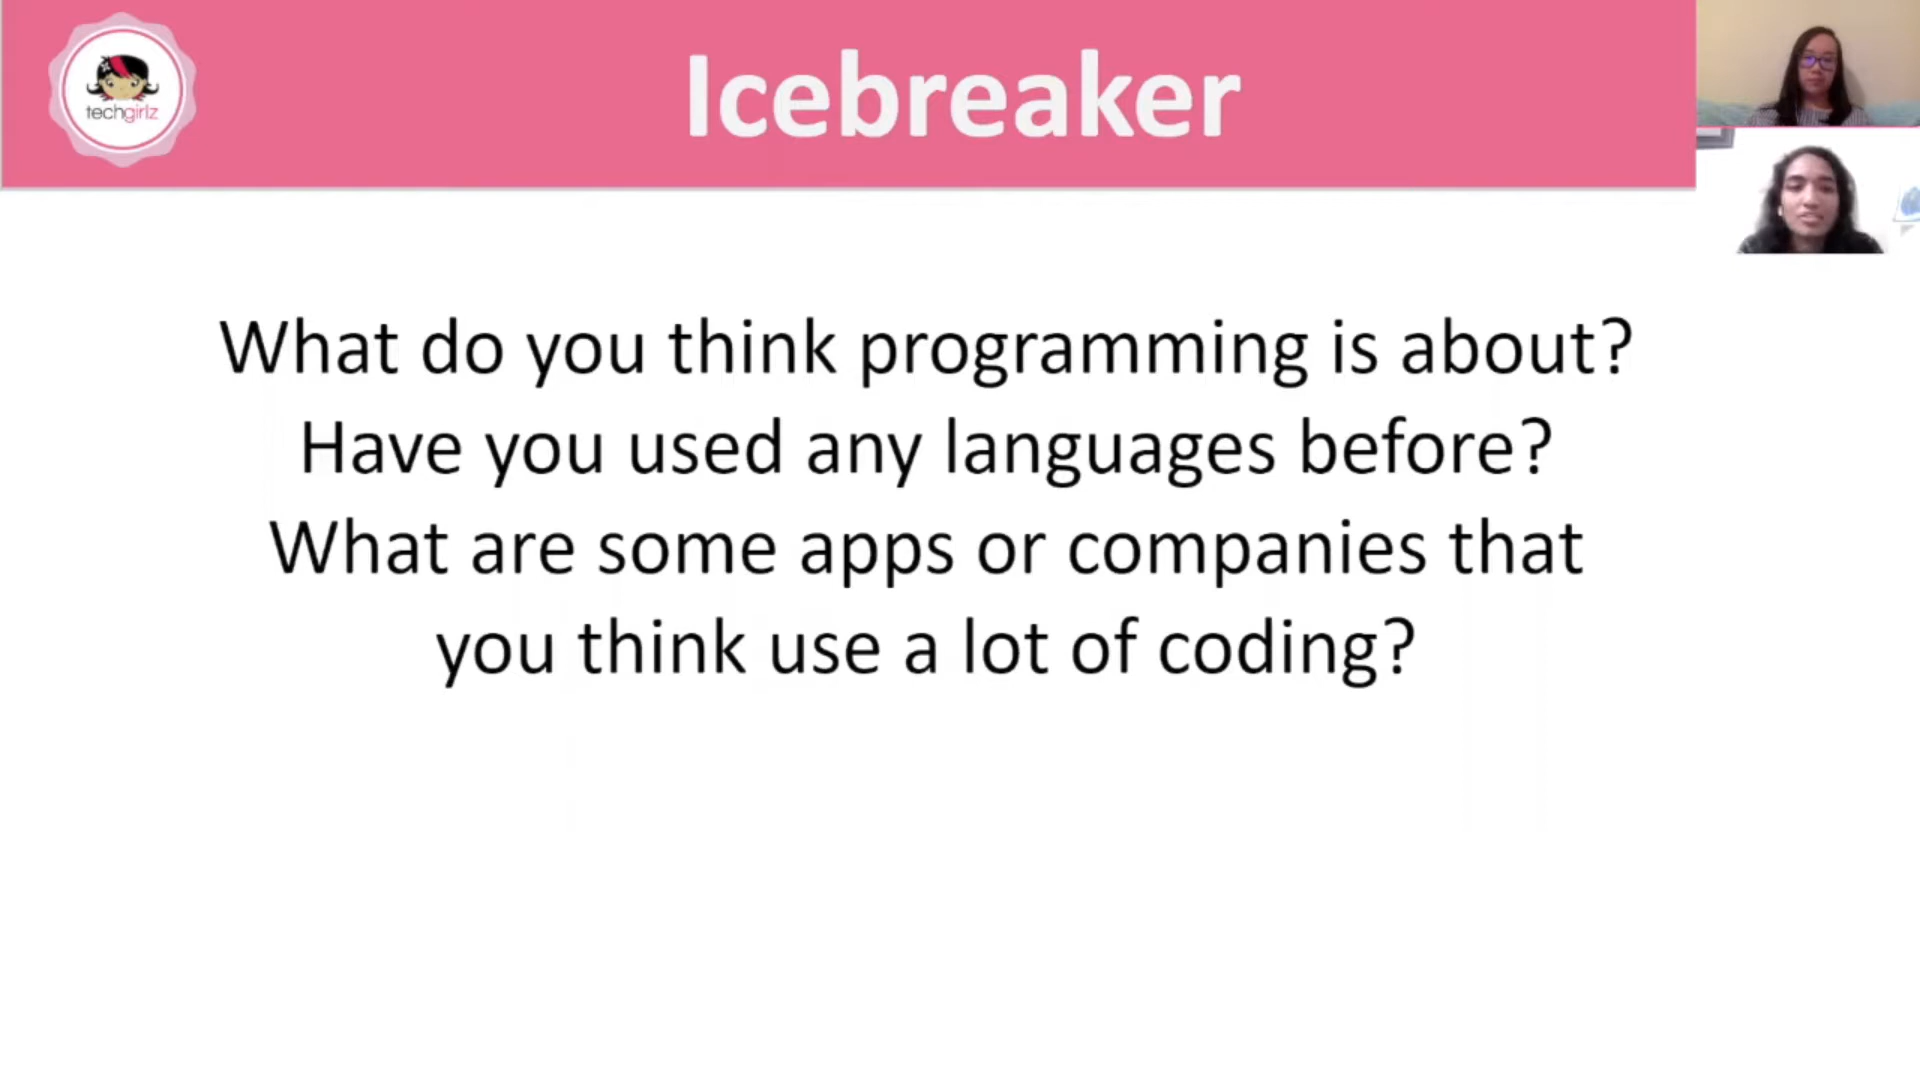 techgirlz
Icebreaker
What do you think programming is about?
Have you used any languages before?
What are some apps or companies that
you think use a lot of coding?